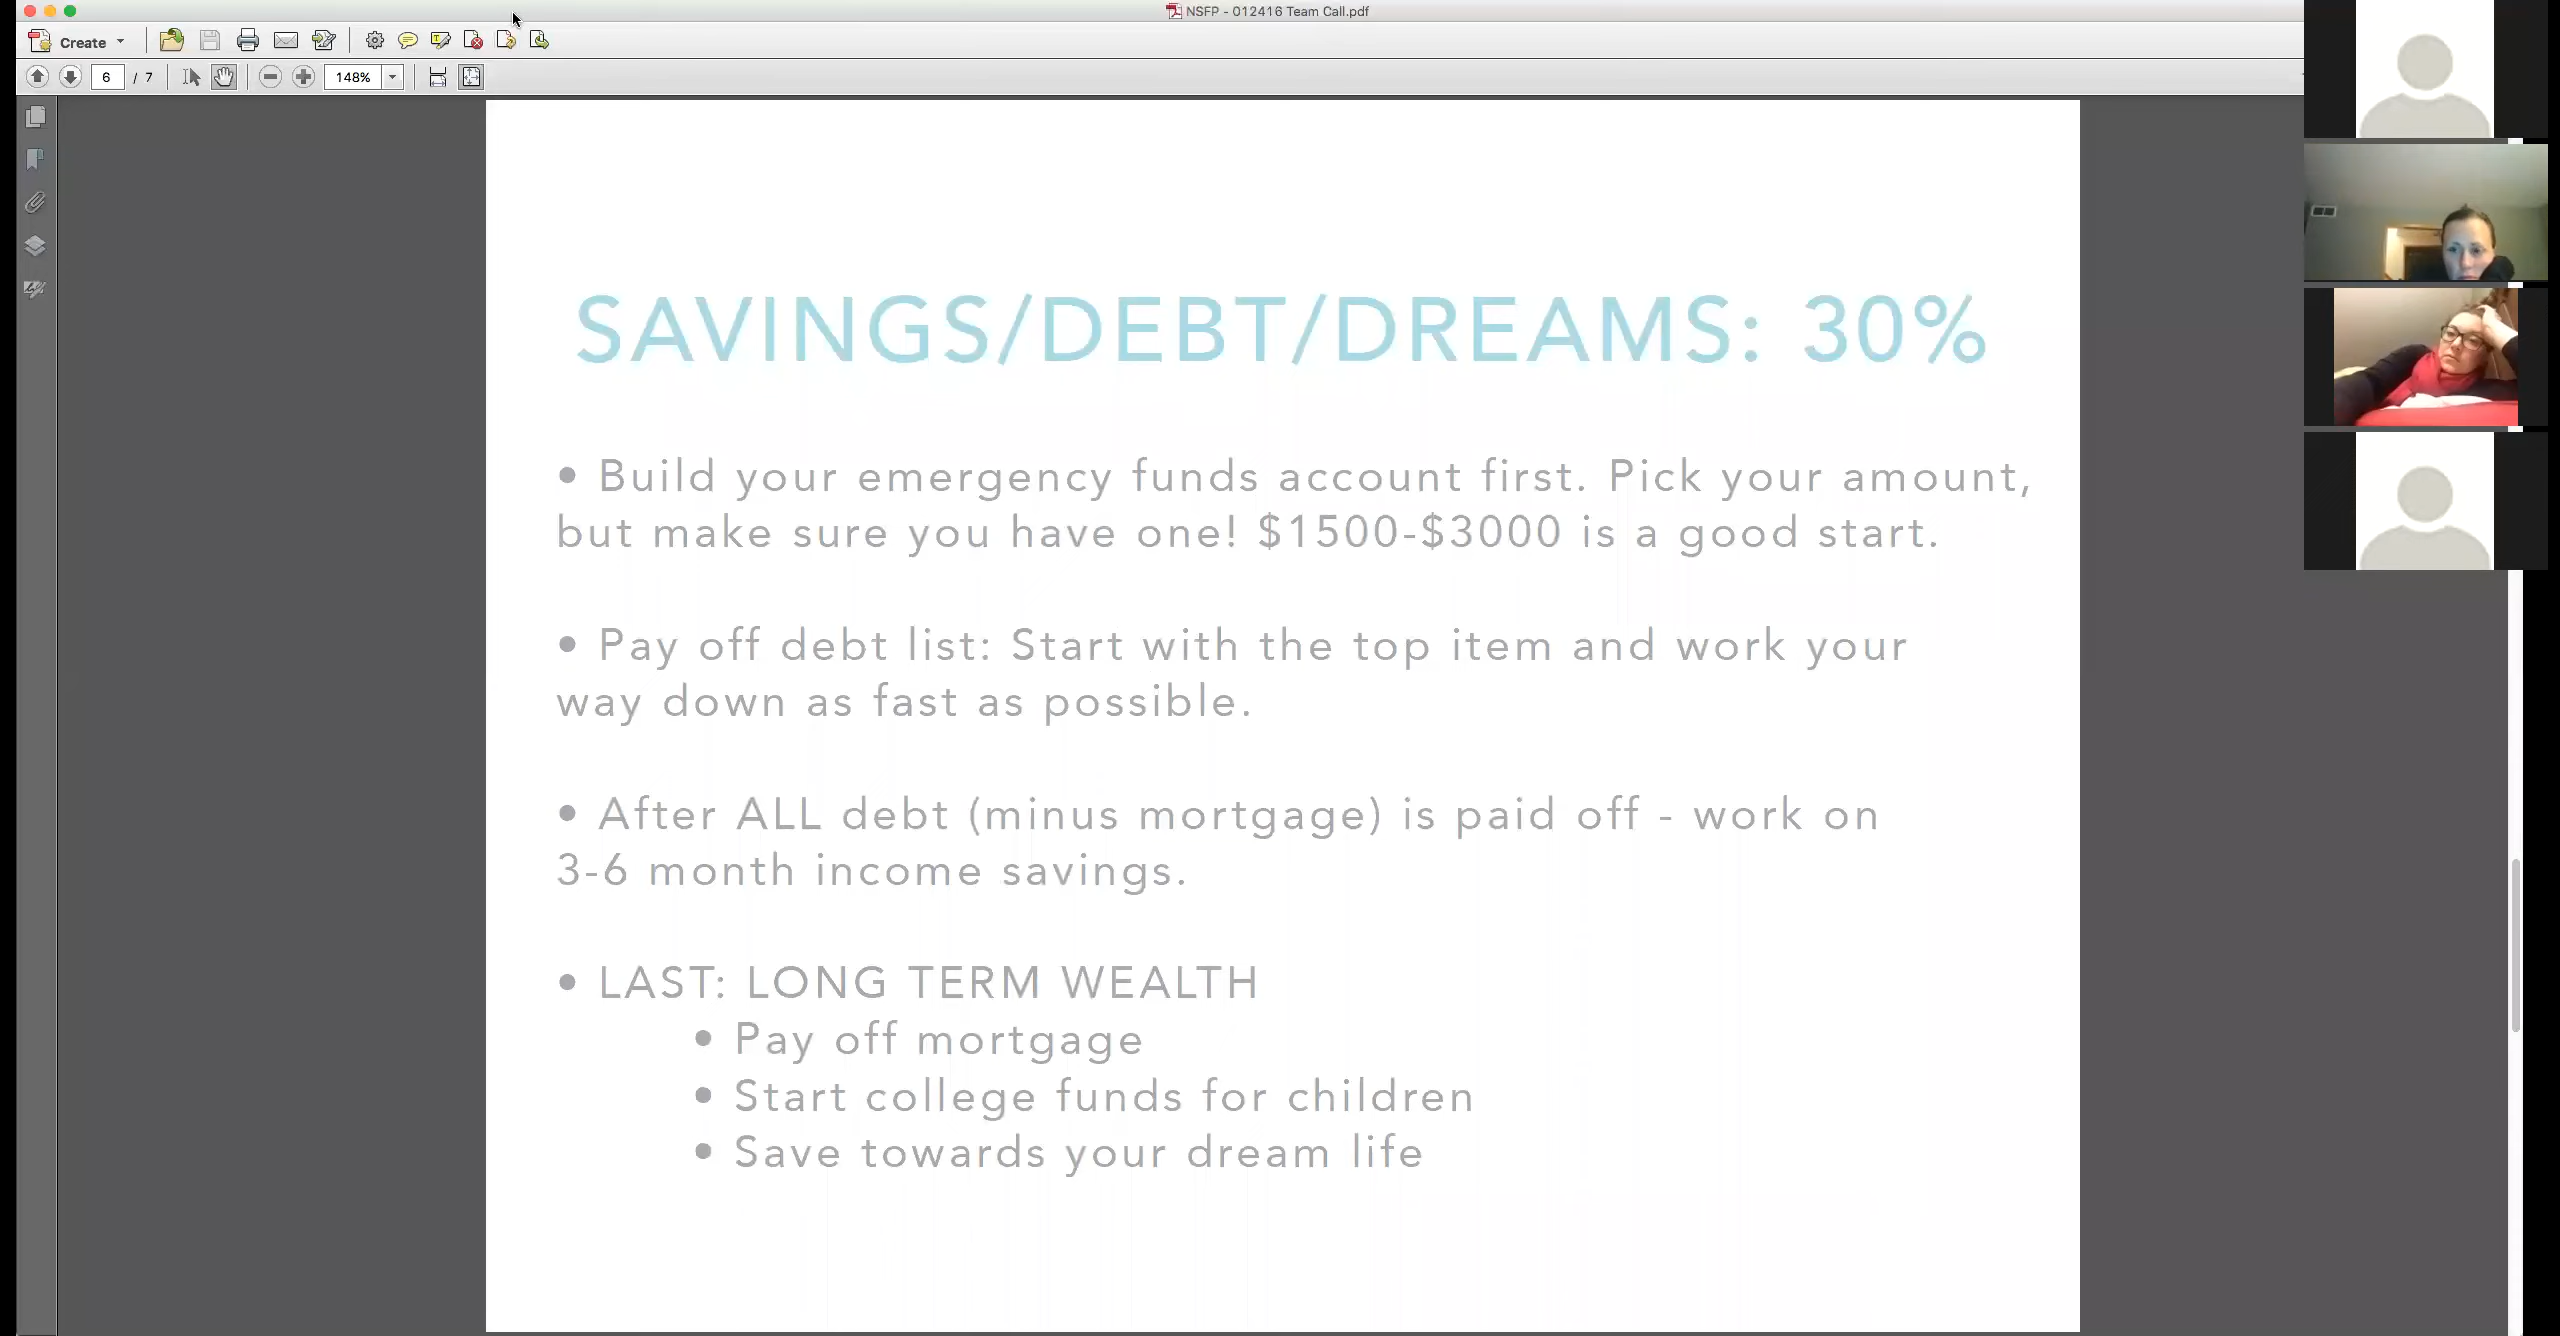 NSFP - 012416 Team Call.pdf
Create
6 / 7
148%
SAVINGS/DEBT/DREAMS: 30%
• Build your emergency funds account first. Pick your amount,
but make sure you have one! $1500-$3000 is a good start.
• Pay off debt list: Start with the top item and work your
way down as fast as possible.
• After ALL debt (minus mortgage) is paid off - work on
3-6 month income savings.
• LAST: LONG TERM WEALTH
• Pay off mortgage
• Start college funds for children
• Save towards your dream life